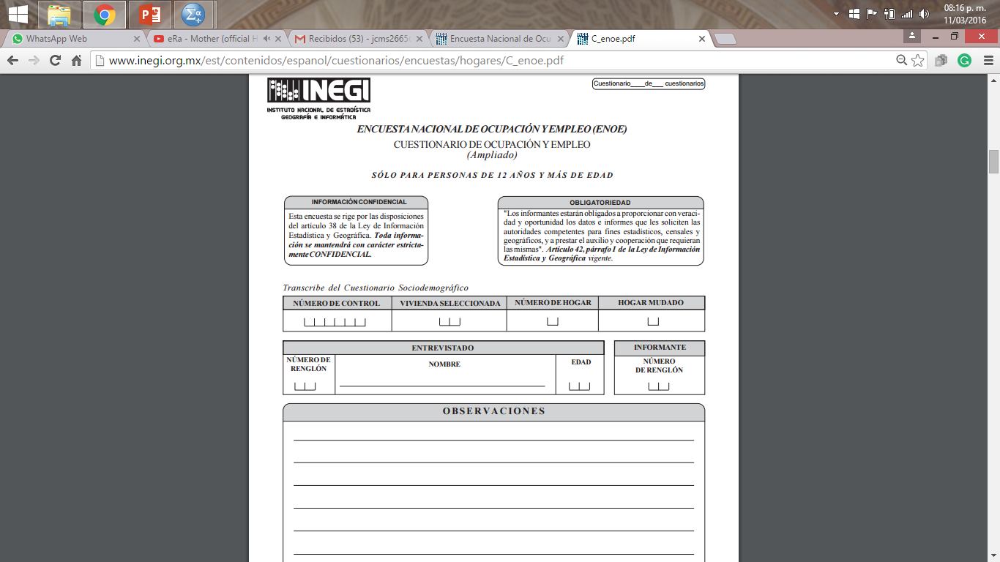 08:16 p. m.
11/03/2016
WhatsApp Web
eRa - Mother (official H
Recibidos (53) - jcms2665
Encuesta Nacional de Ocu
C_enoe.pdf
www.inegi.org.mx/est/contenidos/espanol/cuestionarios/encuestas/hogares/C_enoe.pdf
INEGI
INSTITUTO NACIONAL DE ESTADÍSTICA
GEOGRAFÍA E INFORMÁTICA
Cuestionario____de___ cuestionarios
ENCUESTA NACIONAL DE OCUPACIÓN Y EMPLEO (ENOE)
CUESTIONARIO DE OCUPACIÓN Y EMPLEO
(Ampliado)
SÓLO PARA PERSONAS DE 12 AÑOS Y MÁS DE EDAD
INFORMACIÓN CONFIDENCIAL
Esta encuesta se rige por las disposiciones
del artículo 38 de la Ley de Información
Estadística y Geográfica. Toda informa-
ción se mantendrá con carácter estricta-
mente CONFIDENCIAL.
OBLIGATORIEDAD
"Los informantes estarán obligados a proporcionar con veraci-
dad y oportunidad los datos e informes que les soliciten las
autoridades competentes para fines estadísticos, censales y
geográficos, y a prestar el auxilio y cooperación que requieran
las mismas". Artículo 42, párrafo I de la Ley de Información
Estadística y Geográfica vigente.
Transcribe del Cuestionario Sociodemográfico
NÚMERO DE CONTROL VIVIENDA SELECCIONADA NÚMERO DE HOGAR HOGAR MUDADO
ENTREVISTADO
NÚMERO DE
RENGLÓN
NOMBRE
EDAD
INFORMANTE
NÚMERO
DE RENGLÓN
OBSERVACIONES